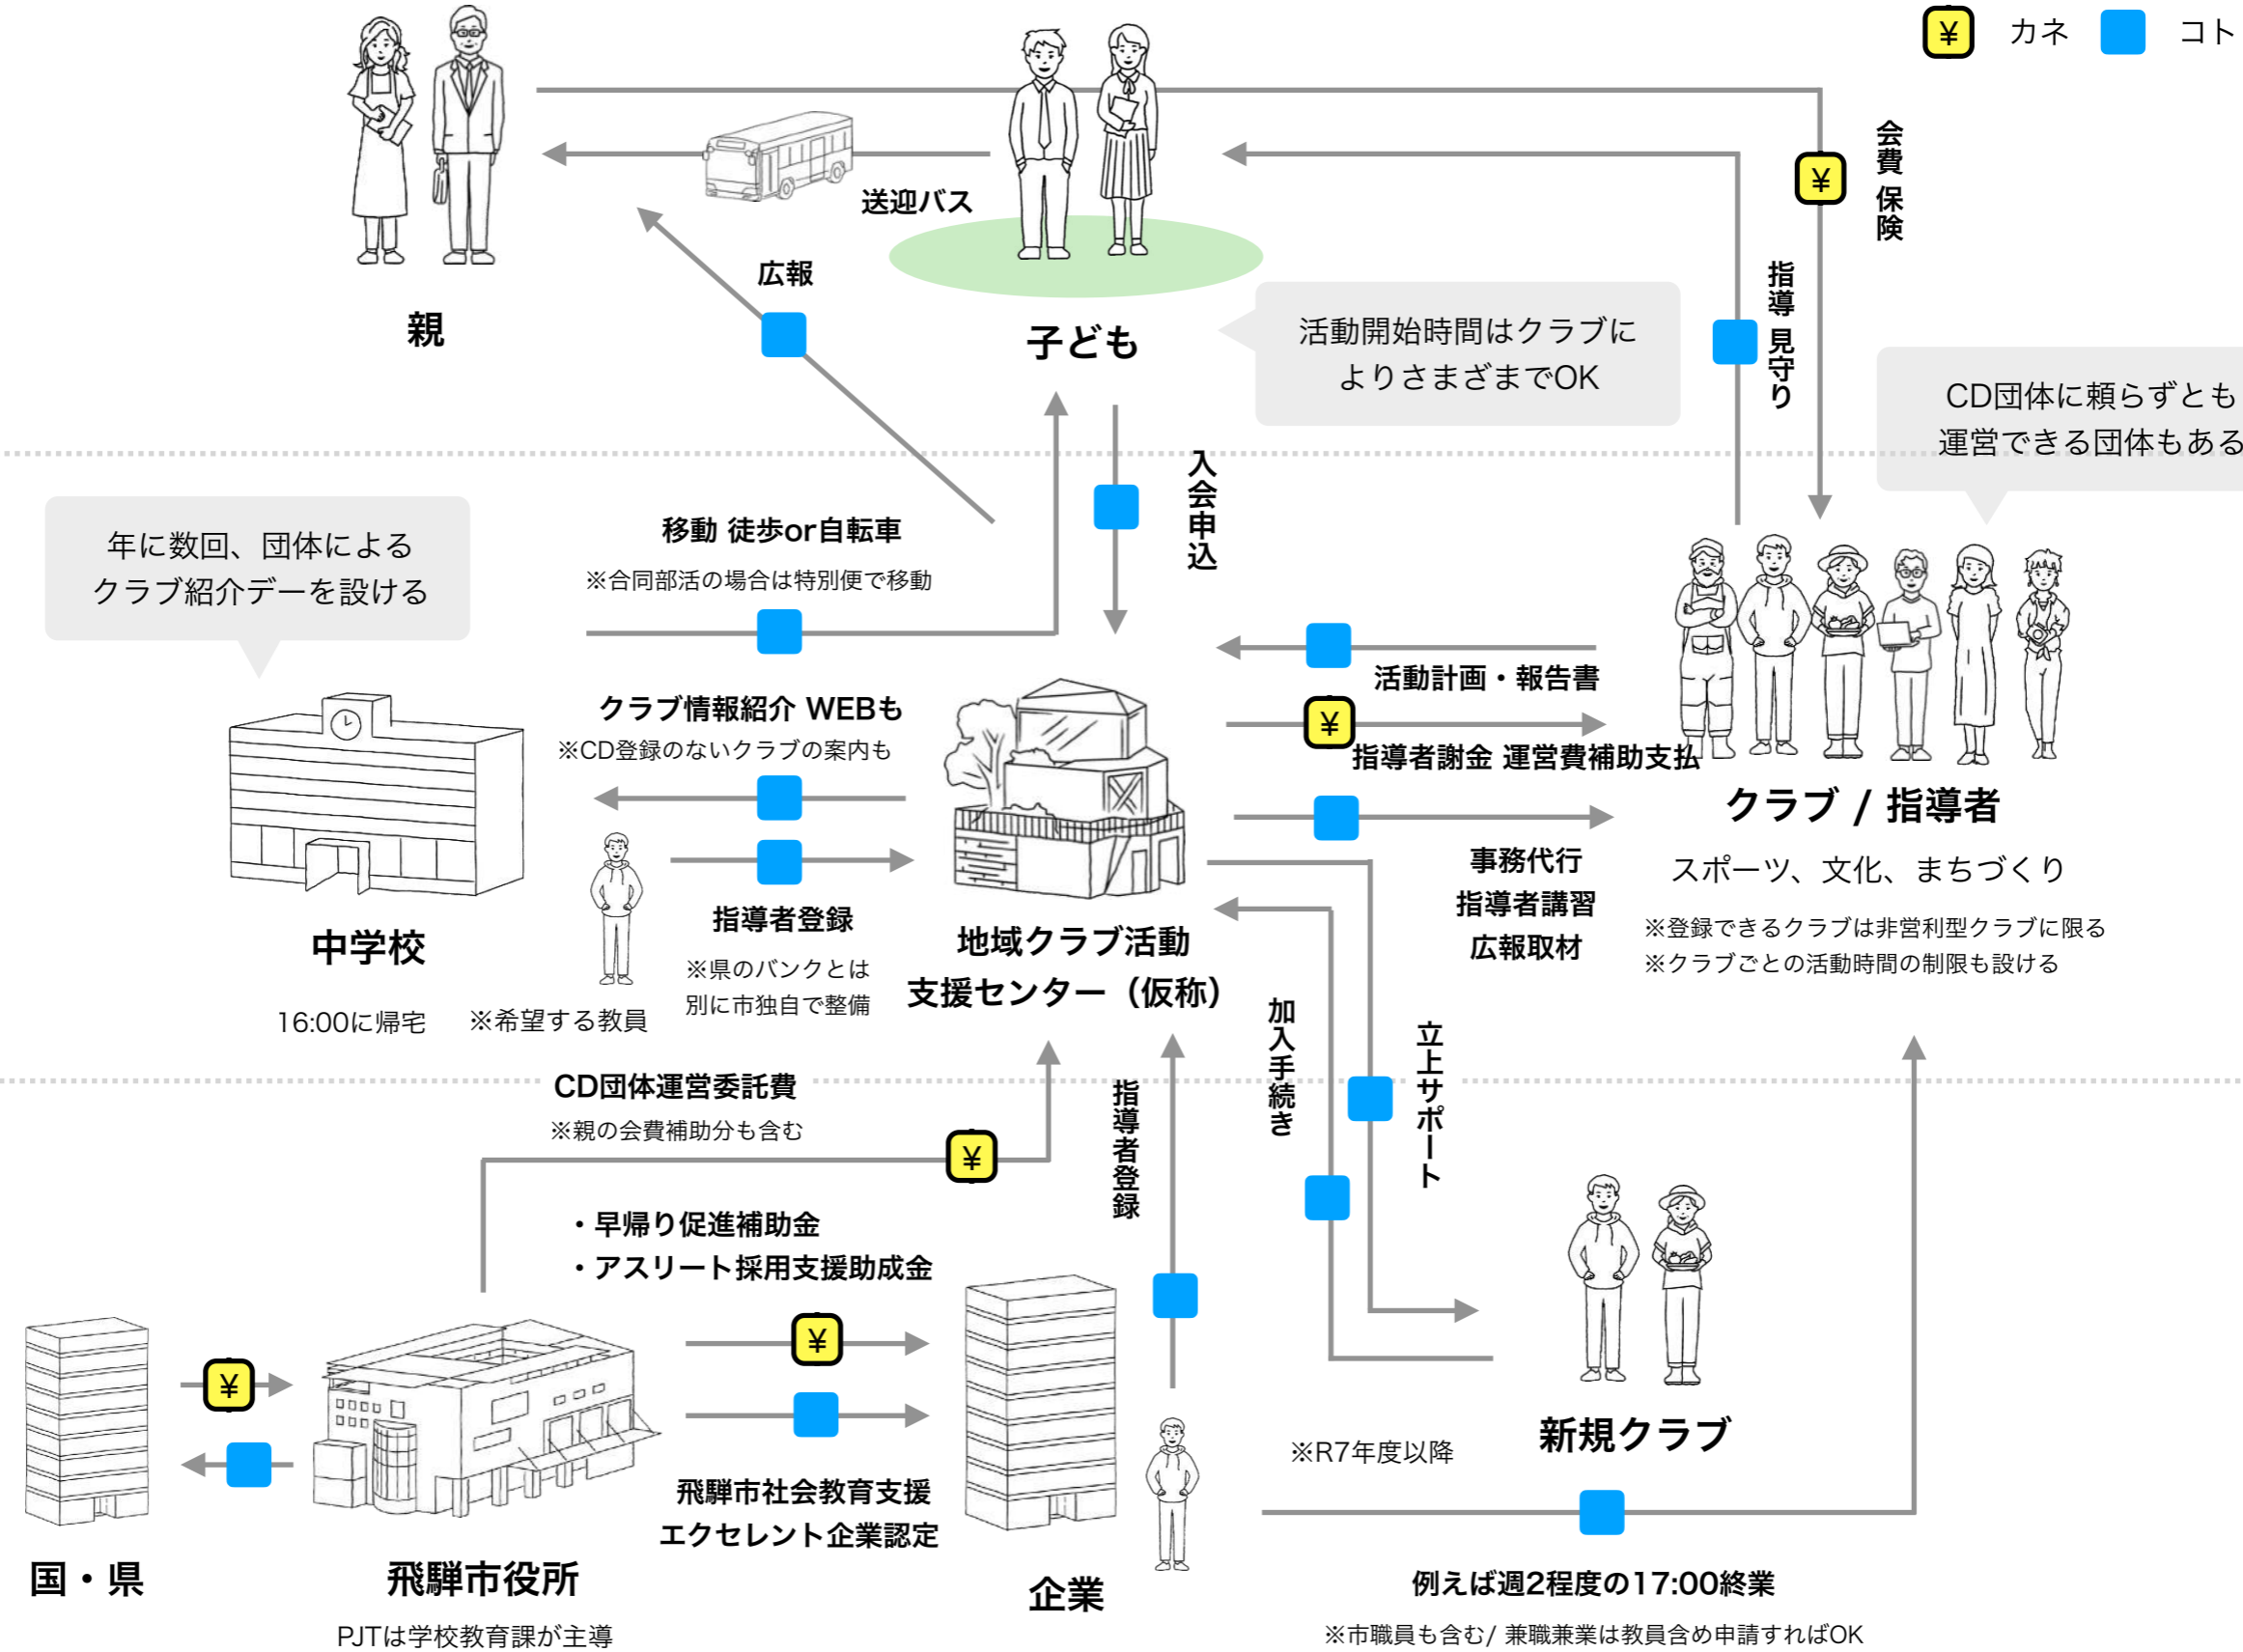 ¥ カネ コト
会費 保険
¥
送迎バス
広報
親
子ども
活動開始時間はクラブに
よりさまざまでOK
指導 見守り
CD団体に頼らずとも
運営できる団体もある
入会申込
年に数回、団体による
クラブ紹介デーを設ける
移動 徒歩or自転車
※合同部活の場合は特別便で移動
活動計画・報告書
¥
指導者謝金 運営費補助支払
クラブ情報紹介 WEBも
※CD登録のないクラブの案内も
クラブ / 指導者
スポーツ、文化、まちづくり
※登録できるクラブは非営利型クラブに限る
※クラブごとの活動時間の制限も設ける
事務代行
指導者講習
広報取材
中学校
16:00に帰宅
※希望する教員
指導者登録
※県のバンクとは
別に市独自で整備
地域クラブ活動
支援センター（仮称）
加入手続き
立上サポート
CD団体運営委託費
※親の会費補助分も含む
¥
指導者登録
・早帰り促進補助金
・アスリート採用支援助成金
¥
¥
飛騨市社会教育支援
エクセレント企業認定
新規クラブ
※R7年度以降
国・県
飛騨市役所
PJTは学校教育課が主導
企業
例えば週2程度の17:00終業
※市職員も含む/ 兼職兼業は教員含め申請すればOK